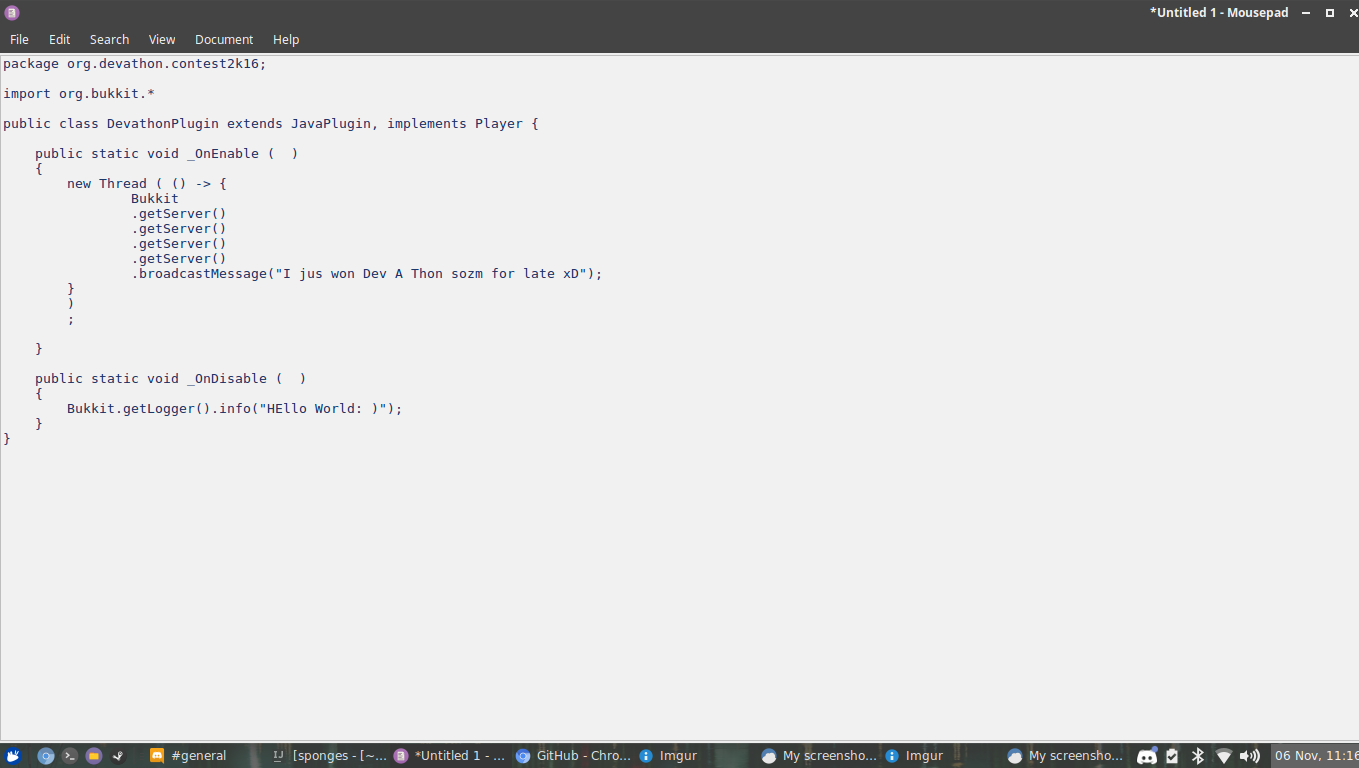 *Untitled 1 - Mousepad
File Edit Search View Document Help
package org.devathon.contest2k16;
import org.bukkit.*
public class DevathonPlugin extends JavaPlugin, implements Player {
    public static void _OnEnable (  )
    {
        new Thread ( () -> {
                Bukkit
                .getServer()
                .getServer()
                .getServer()
                .getServer()
                .broadcastMessage("I jus won Dev A Thon sozm for late xD");
        }
        )
        ;
    }
    public static void _OnDisable (  )
    {
        Bukkit.getLogger().info("HEllo World: )");
    }
}
#general [sponges - [~... *Untitled 1 - ... GitHub - Chro... Imgur My screensho... Imgur My screensho... 06 Nov, 11:16